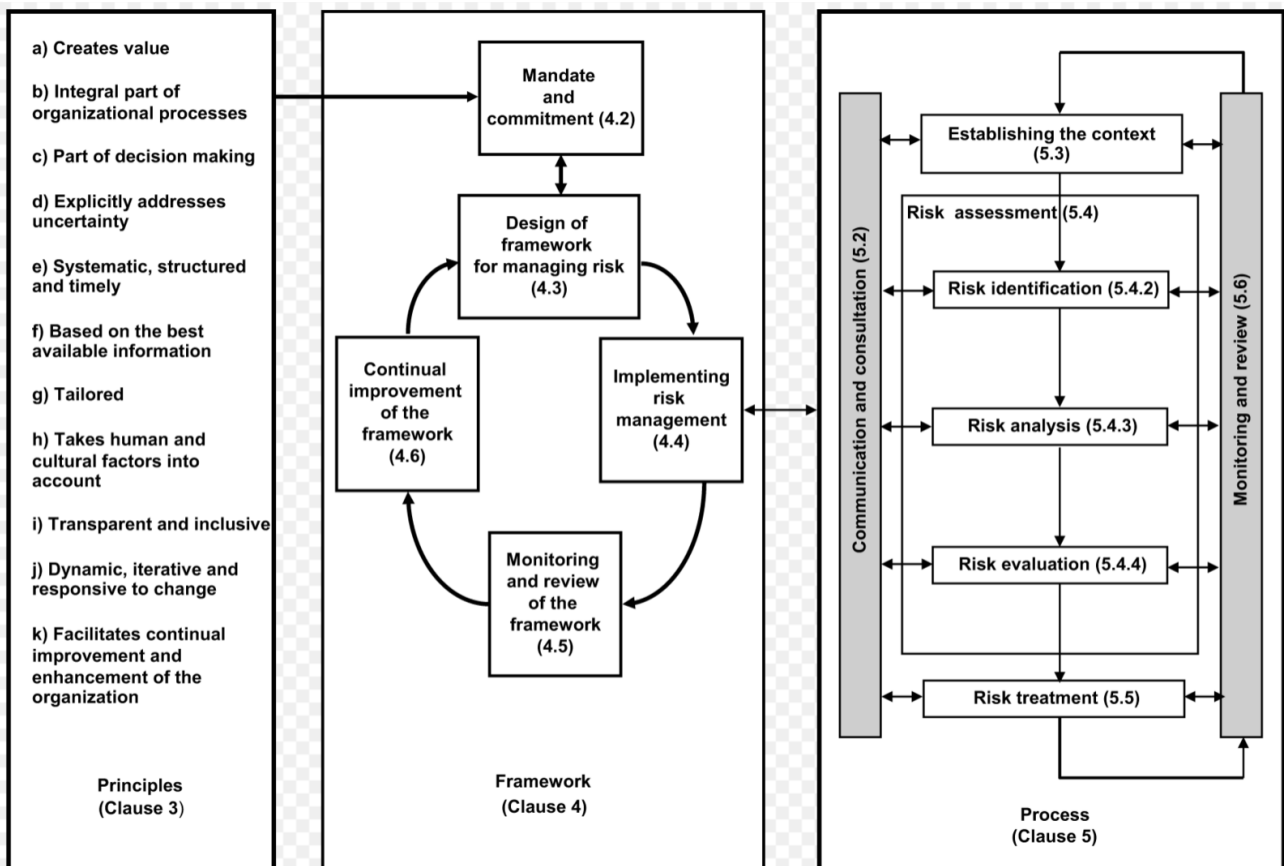 a) Creates value
b) Integral part of
organizational processes
c) Part of decision making
d) Explicitly addresses
uncertainty
e) Systematic, structured
and timely
f) Based on the best
available information
g) Tailored
h) Takes human and
cultural factors into
account
i) Transparent and inclusive
j) Dynamic, iterative and
responsive to change
k) Facilitates continual
improvement and
enhancement of the
organization
Principles
(Clause 3)
Mandate
and
commitment (4.2)
Design of
framework
for managing risk
(4.3)
Implementing
risk
management
(4.4)
Monitoring
and review
of the
framework
(4.5)
Continual
improvement
of the
framework
(4.6)
Framework
(Clause 4)
Communication and consultation (5.2)
Establishing the context
(5.3)
Risk assessment (5.4)
Risk identification (5.4.2)
Risk analysis (5.4.3)
Risk evaluation (5.4.4)
Risk treatment (5.5)
Monitoring and review (5.6)
Process
(Clause 5)